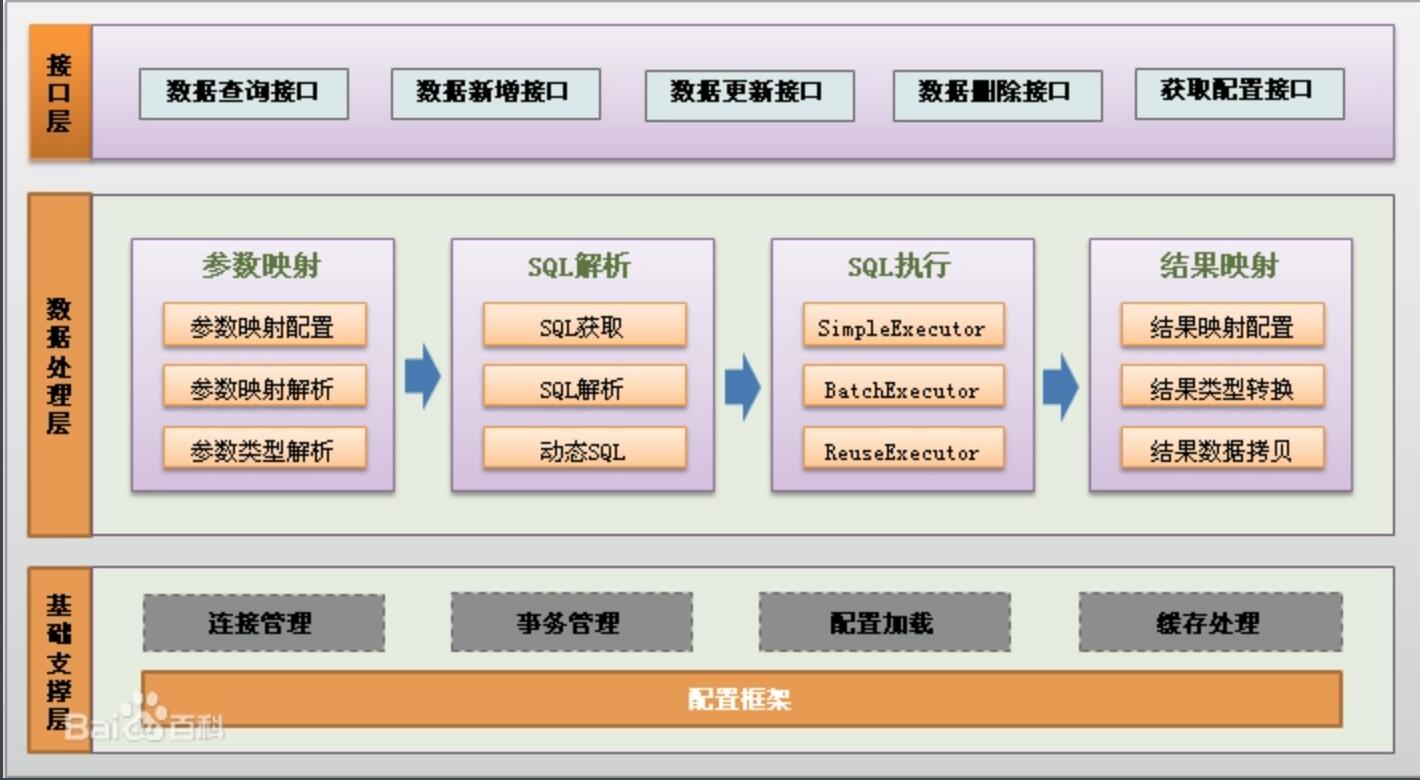 接口层
数据查询接口
数据新增接口
数据更新接口
数据删除接口
获取配置接口
数据处理层
参数映射
参数映射配置
参数映射解析
参数类型解析
SQL解析
SQL获取
SQL解析
动态SQL
SQL执行
SimpleExecutor
BatchExecutor
ReuseExecutor
结果映射
结果映射配置
结果类型转换
结果数据拷贝
基础支撑层
连接管理
事务管理
配置加载
缓存处理
配置框架
Bai百科